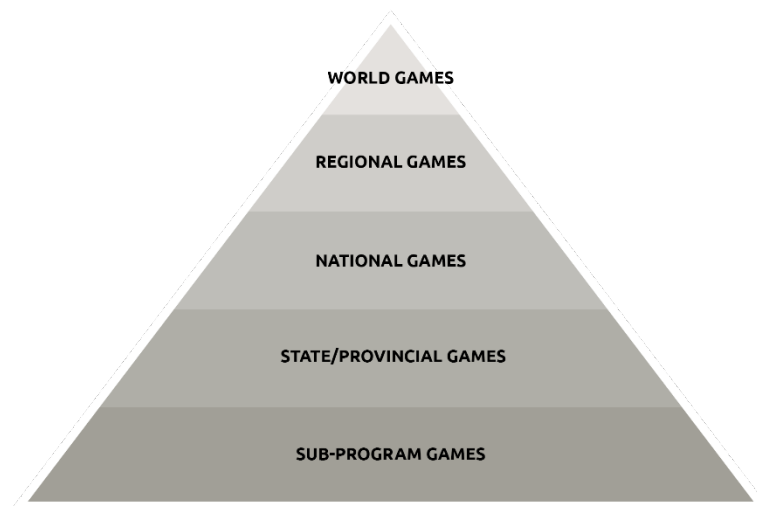 WORLD GAMES
REGIONAL GAMES
NATIONAL GAMES
STATE/PROVINCIAL GAMES
SUB-PROGRAM GAMES